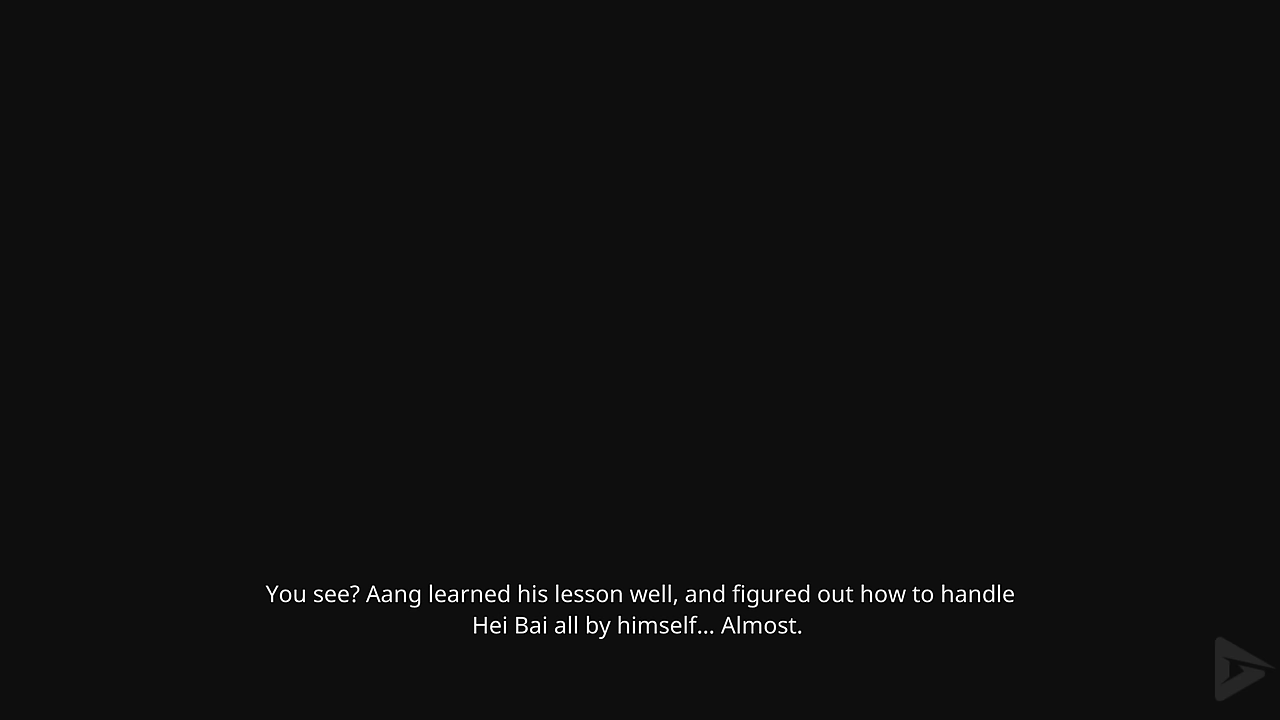 You see? Aang learned his lesson well, and figured out how to handle
Hei Bai all by himself... Almost.